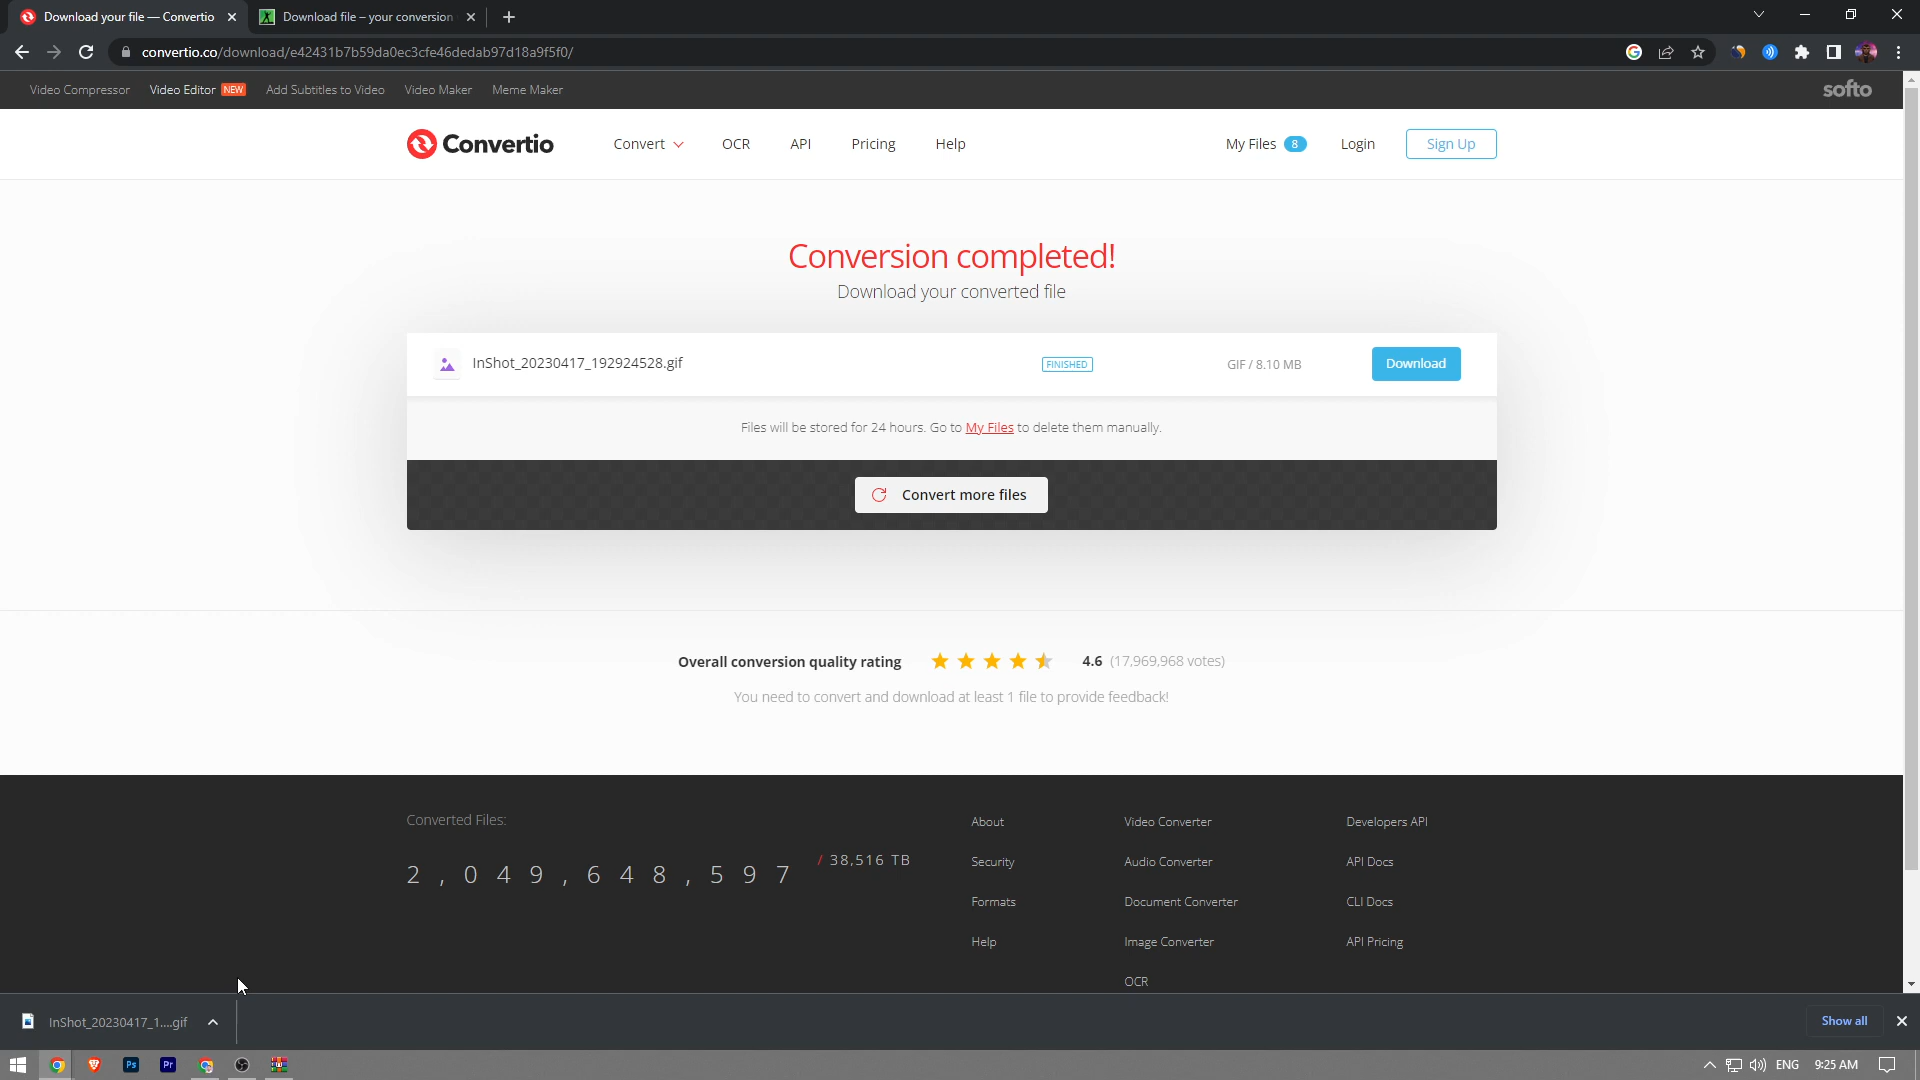 Download your file — Convertio
Download file – your conversion
convertio.co/download/e42431b7b59da0ec3cfe46dedab97d18a9f5f0/
Video Compressor Video Editor NEW Add Subtitles to Video Video Maker Meme Maker softo
Convertio Convert OCR API Pricing Help My Files 8 Login Sign Up
Conversion completed!
Download your converted file
InShot_20230417_192924528.gif FINISHED GIF / 8.10 MB Download
Files will be stored for 24 hours. Go to My Files to delete them manually.
Convert more files
Overall conversion quality rating 4.6 (17,969,968 votes)
You need to convert and download at least 1 file to provide feedback!
Converted Files:
2,049,648,597 / 38,516 TB
About
Security
Formats
Help
Video Converter
Audio Converter
Document Converter
Image Converter
OCR
Developers API
API Docs
CLI Docs
API Pricing
InShot_20230417_1....gif Show all
Ps Pr ENG 9:25 AM